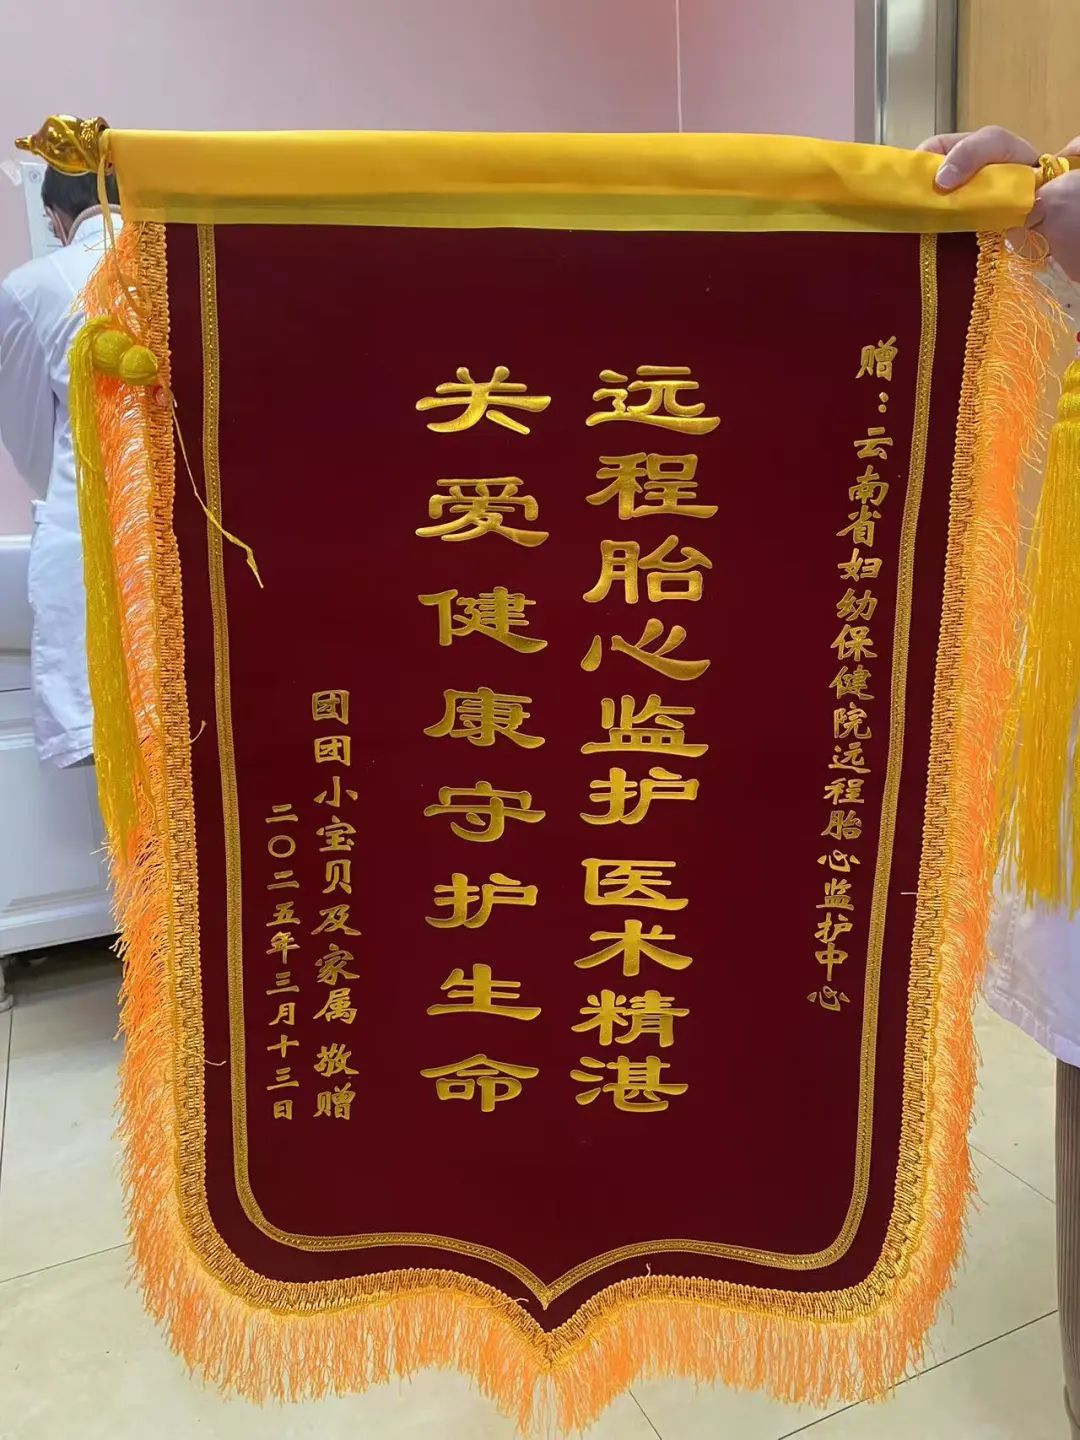 赠：云南省妇幼保健院远程胎心监护中心
远程胎心监护医术精湛
关爱健康守护生命
团团小宝贝及家属 敬赠
二〇二五年三月十三日